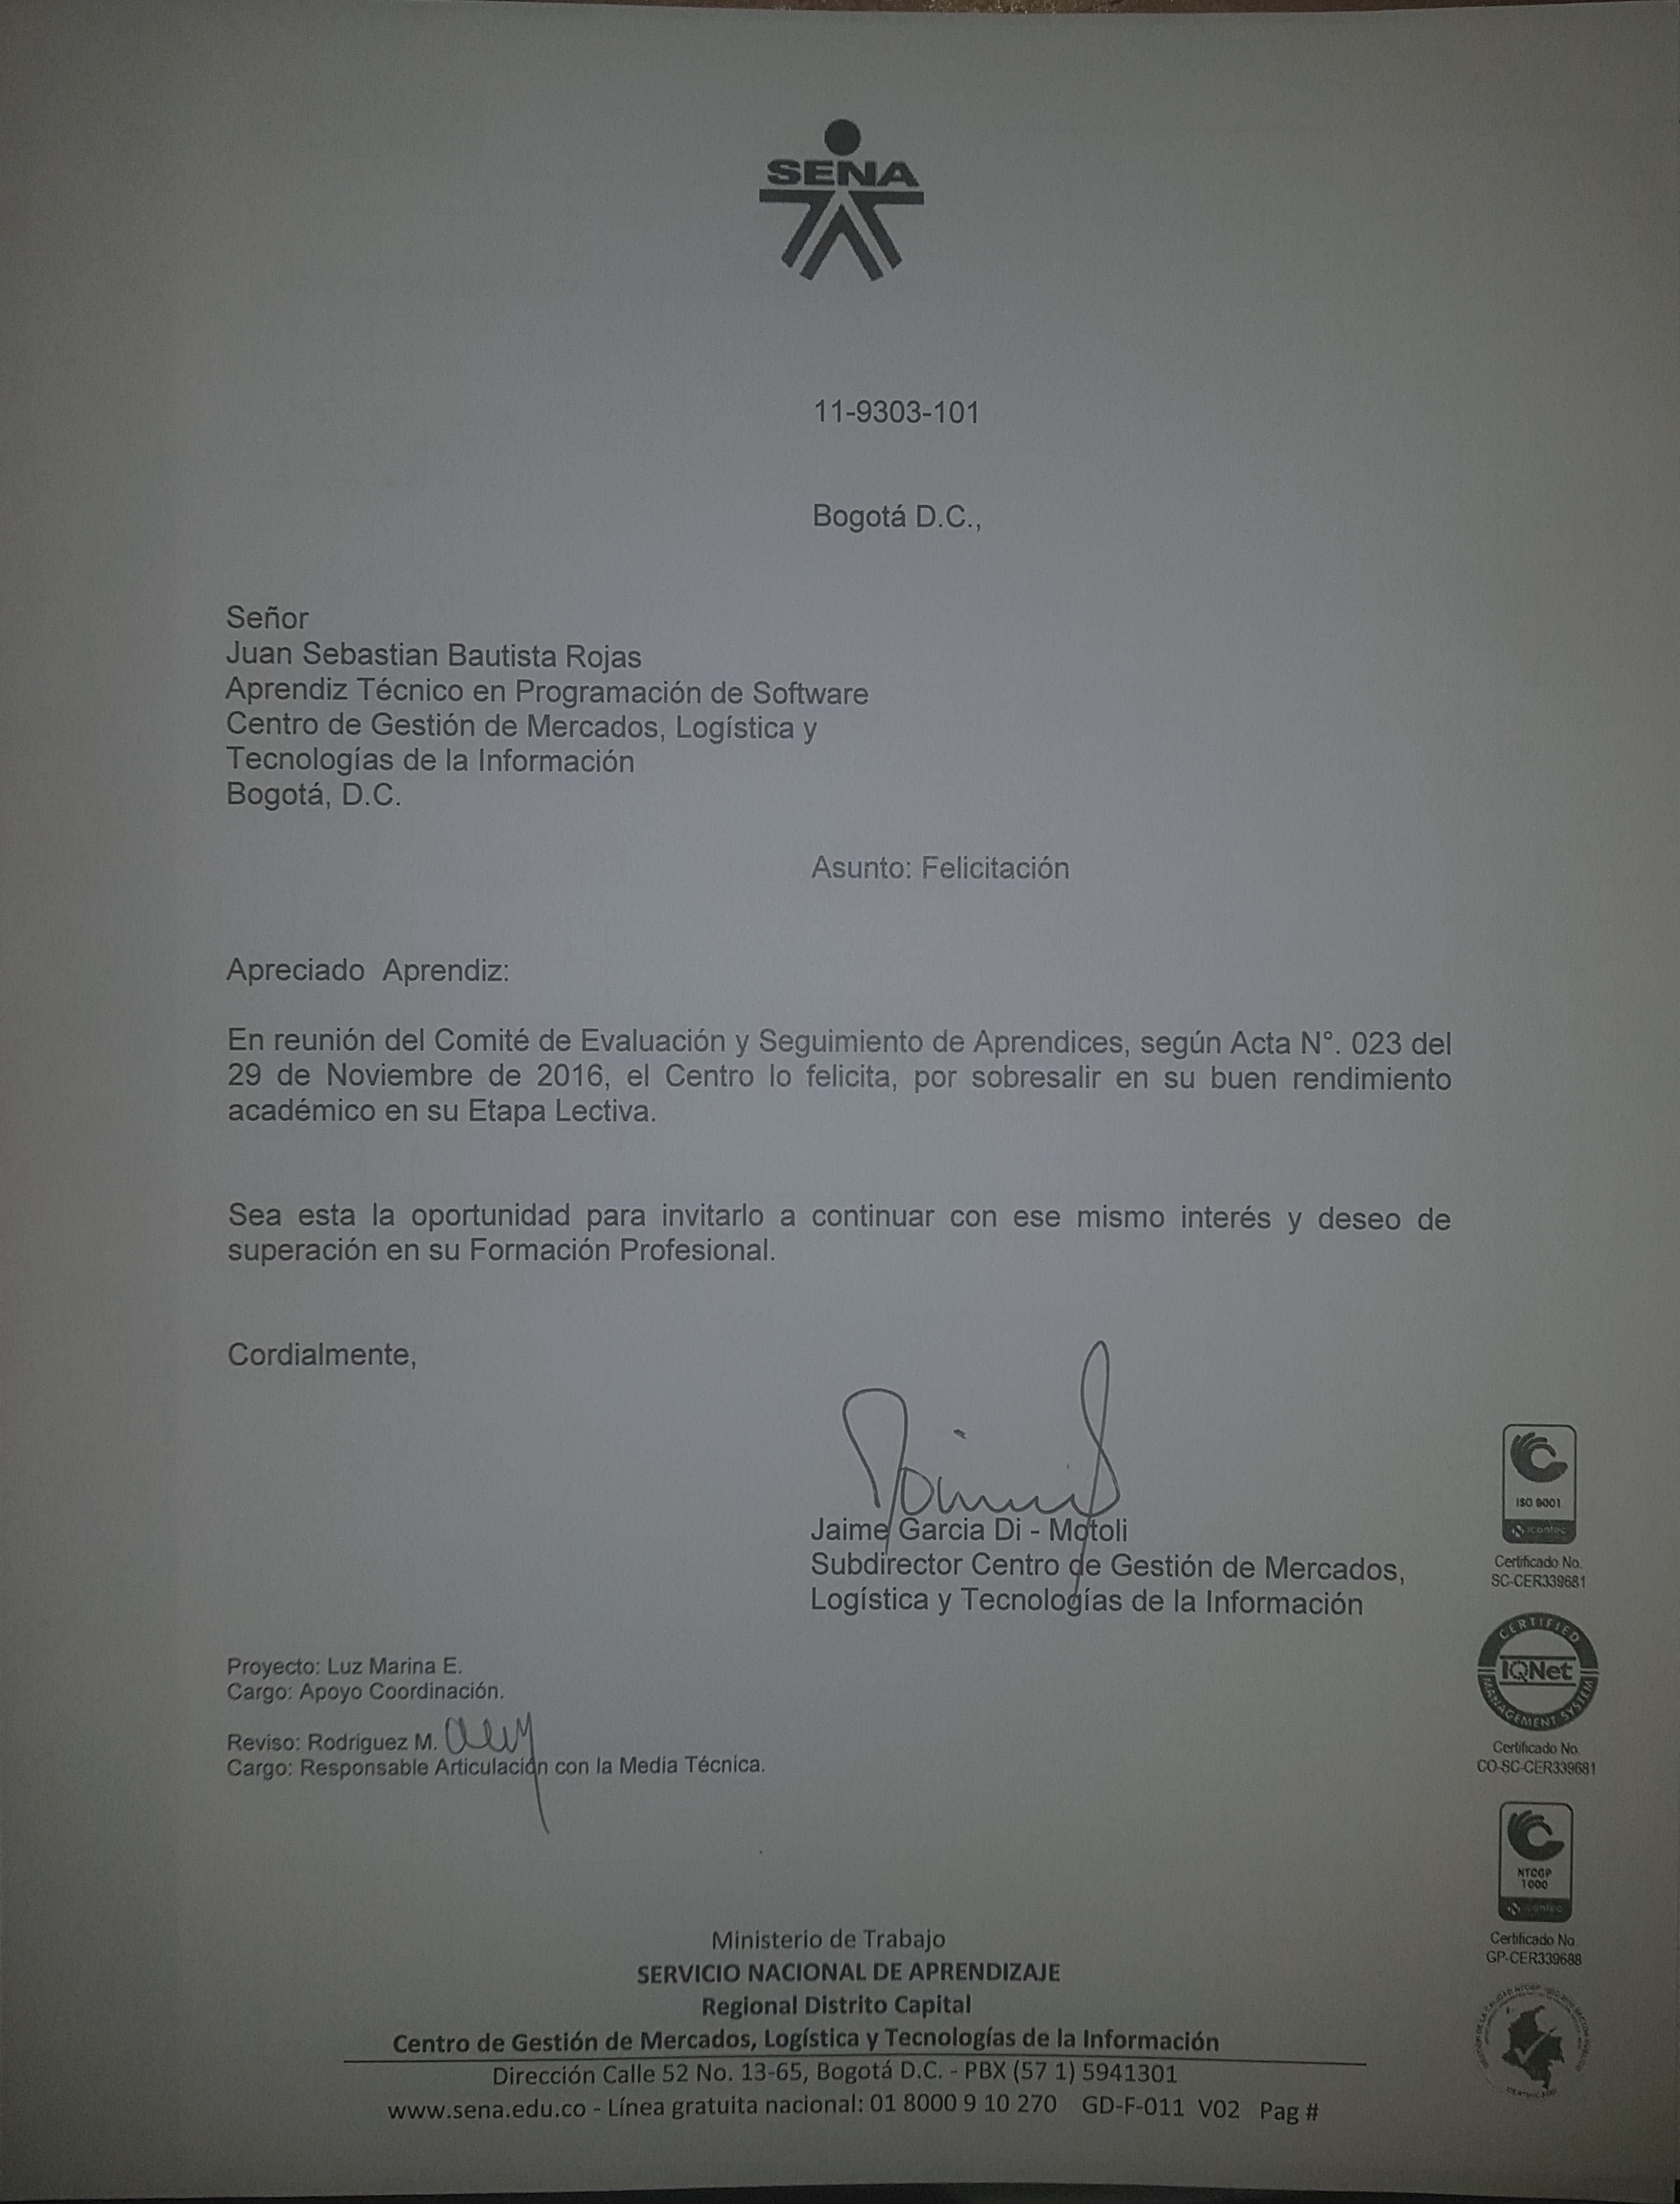 SENA
11-9303-101
Bogotá D.C.,
Señor
Juan Sebastian Bautista Rojas
Aprendiz Técnico en Programación de Software
Centro de Gestión de Mercados, Logística y
Tecnologías de la Información
Bogotá, D.C.
Asunto: Felicitación
Apreciado Aprendiz:
En reunión del Comité de Evaluación y Seguimiento de Aprendices, según Acta N°. 023 del
29 de Noviembre de 2016, el Centro lo felicita, por sobresalir en su buen rendimiento
académico en su Etapa Lectiva.
Sea esta la oportunidad para invitarlo a continuar con ese mismo interés y deseo de
superación en su Formación Profesional.
Cordialmente,
Jaime Garcia Di - Motoli
Subdirector Centro de Gestión de Mercados,
Logística y Tecnologías de la Información
Proyecto: Luz Marina E.
Cargo: Apoyo Coordinación.
Reviso: Rodriguez M.
Cargo: Responsable Articulación con la Media Técnica.
ISO 9001
icontec
Certificado No.
SC-CER339681
CERTIFIED
IQNet
MANAGEMENT SYSTEM
Certificado No.
CO-SC-CER339681
NTCGP
1000
icontec
Certificado No.
GP-CER339688
CERTIFICADO
Ministerio de Trabajo
SERVICIO NACIONAL DE APRENDIZAJE
Regional Distrito Capital
Centro de Gestión de Mercados, Logística y Tecnologías de la Información
Dirección Calle 52 No. 13-65, Bogotá D.C. - PBX (57 1) 5941301
www.sena.edu.co - Línea gratuita nacional: 01 8000 9 10 270 GD-F-011 V02 Pag #